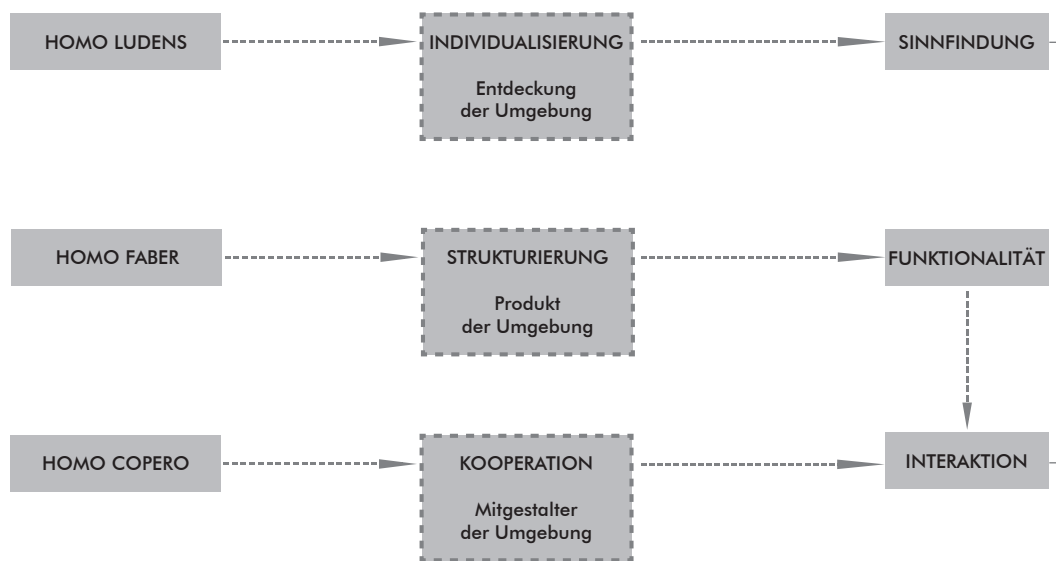 HOMO LUDENS
INDIVIDUALISIERUNG
Entdeckung
der Umgebung
SINNFINDUNG
HOMO FABER
STRUKTURIERUNG
Produkt
der Umgebung
FUNKTIONALITÄT
HOMO COPERO
KOOPERATION
Mitgestalter
der Umgebung
INTERAKTION